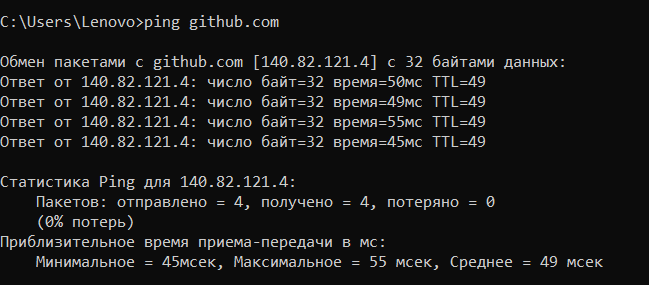 C:\Users\Lenovo>ping github.com
Обмен пакетами с github.com [140.82.121.4] с 32 байтами данных:
Ответ от 140.82.121.4: число байт=32 время=50мс TTL=49
Ответ от 140.82.121.4: число байт=32 время=49мс TTL=49
Ответ от 140.82.121.4: число байт=32 время=55мс TTL=49
Ответ от 140.82.121.4: число байт=32 время=45мс TTL=49
Статистика Ping для 140.82.121.4:
Пакетов: отправлено = 4, получено = 4, потеряно = 0
(0% потерь)
Приблизительное время приема-передачи в мс:
Минимальное = 45мсек, Максимальное = 55 мсек, Среднее = 49 мсек